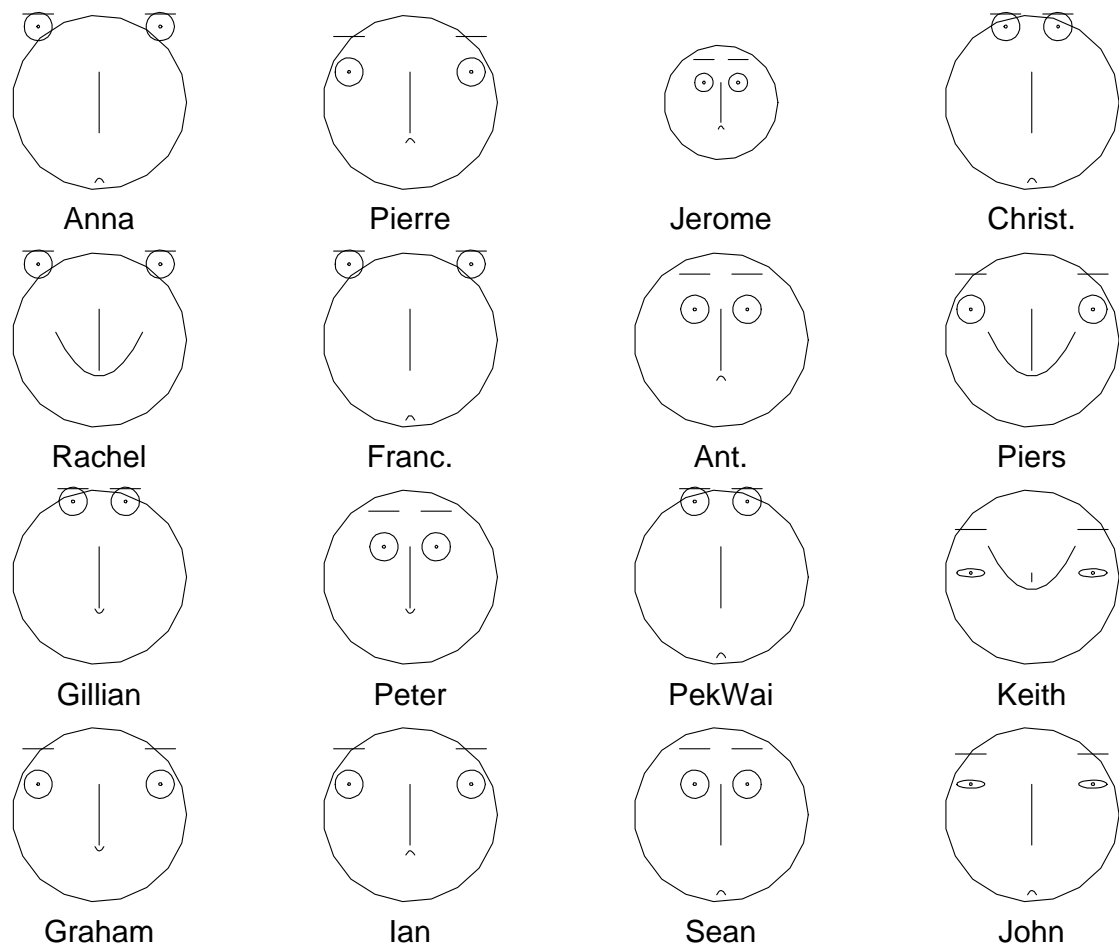 Anna Pierre Jerome Christ.
Rachel Franc. Ant. Piers
Gillian Peter PekWai Keith
Graham Ian Sean John